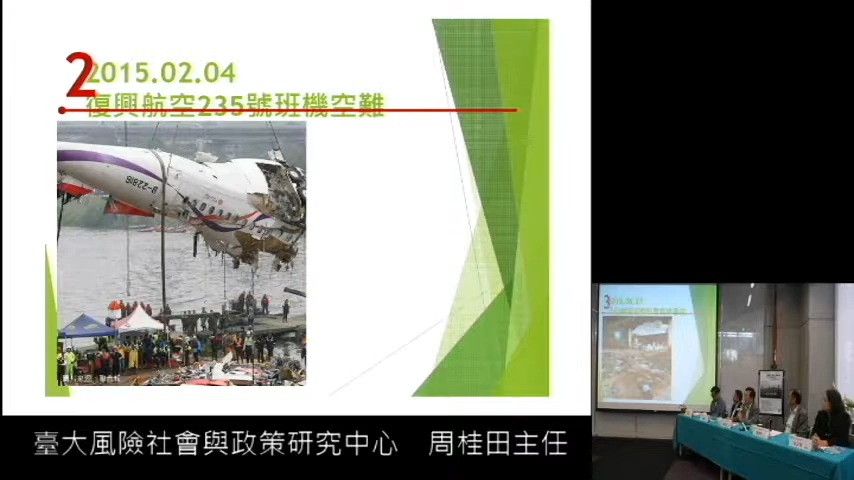 2
2015.02.04
復興航空235號班機空難
B-22816
臺大風險社會與政策研究中心 周桂田主任